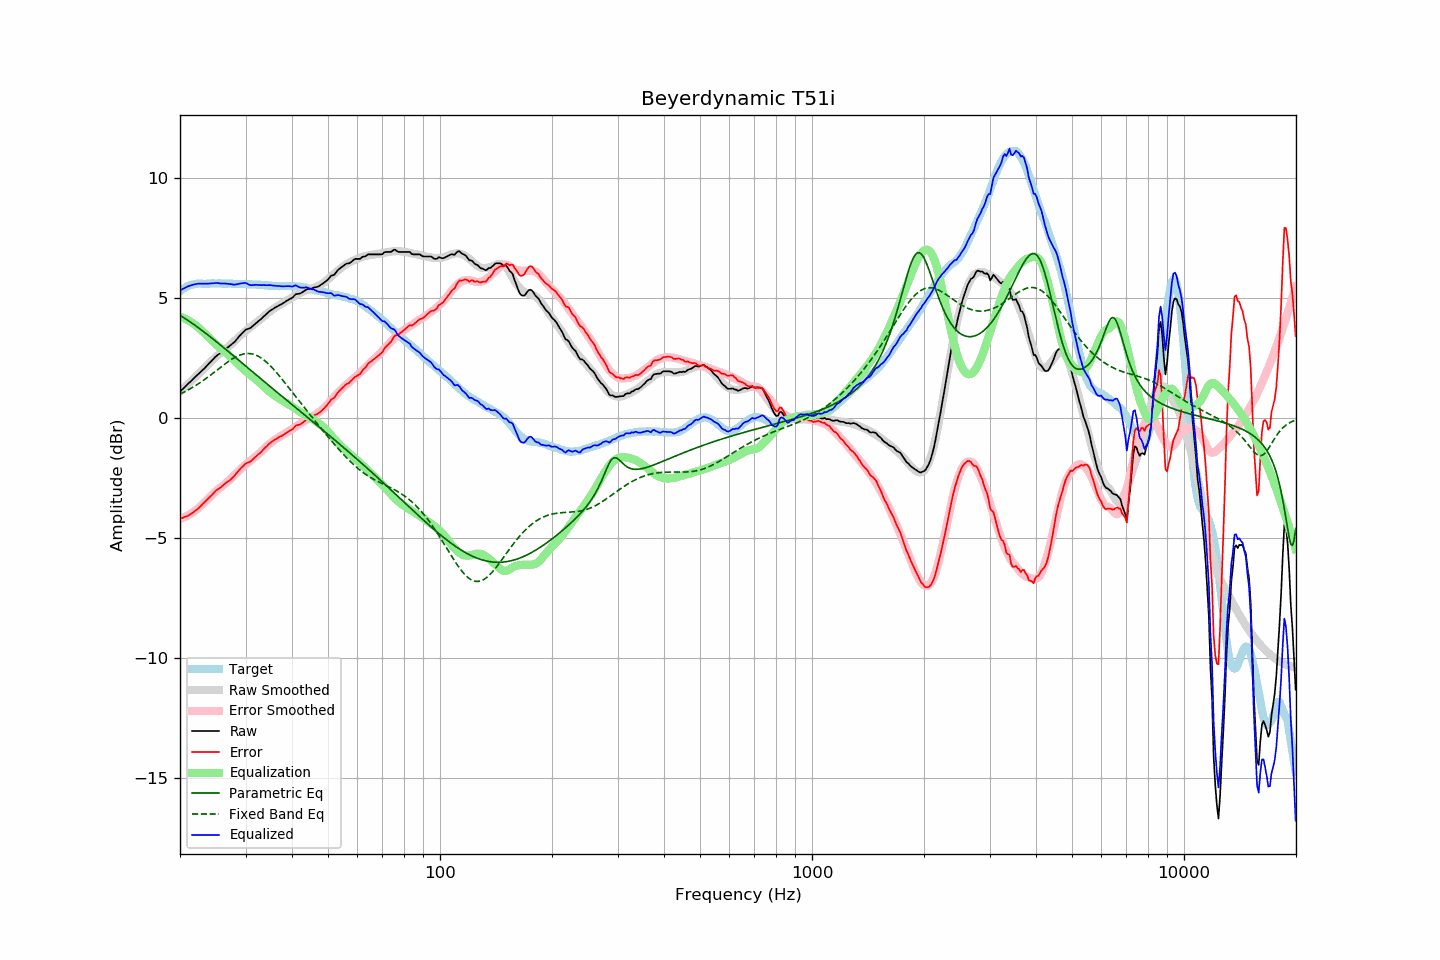 Beyerdynamic T51i
Amplitude (dBr)
10
5
0
−5
−10
−15
Target
Raw Smoothed
Error Smoothed
Raw
Error
Equalization
Parametric Eq
Fixed Band Eq
Equalized
100
1000
10000
Frequency (Hz)